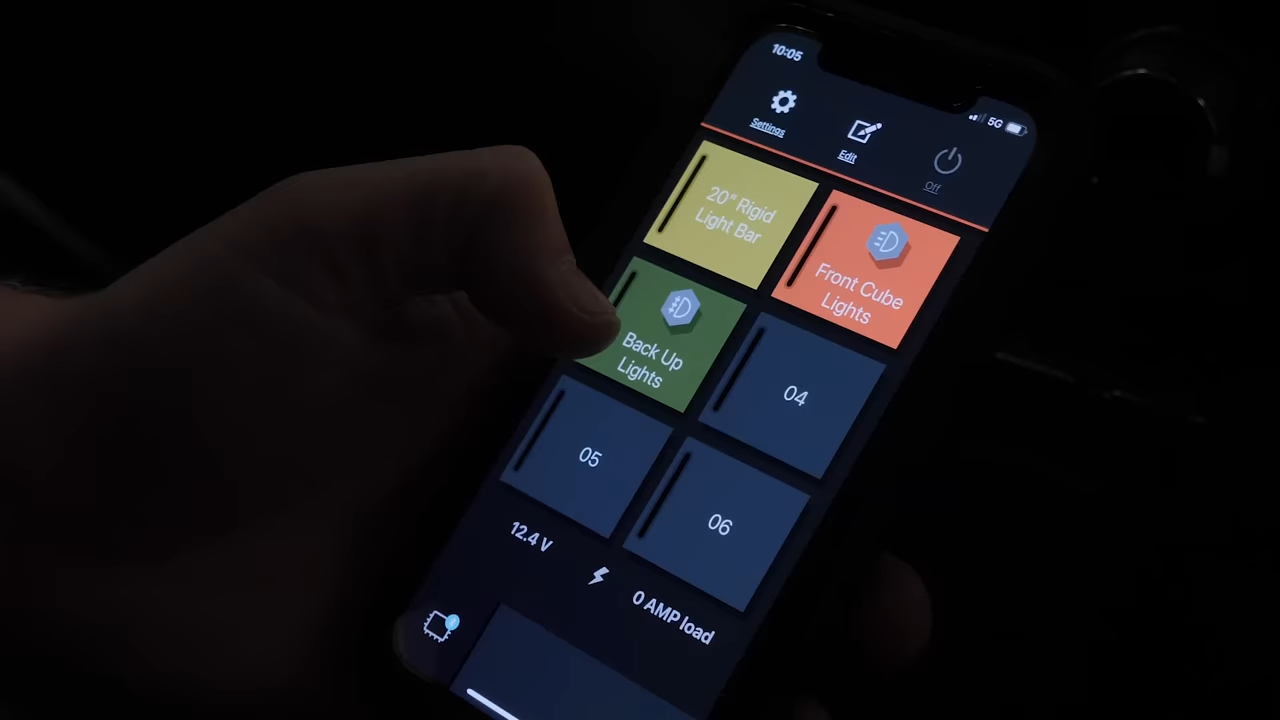 10:05
5G
Settings
Edit
Off
20" Rigid
Light Bar
Front Cube
Lights
Back Up
Lights
04
05
06
12.4 V
0 AMP load